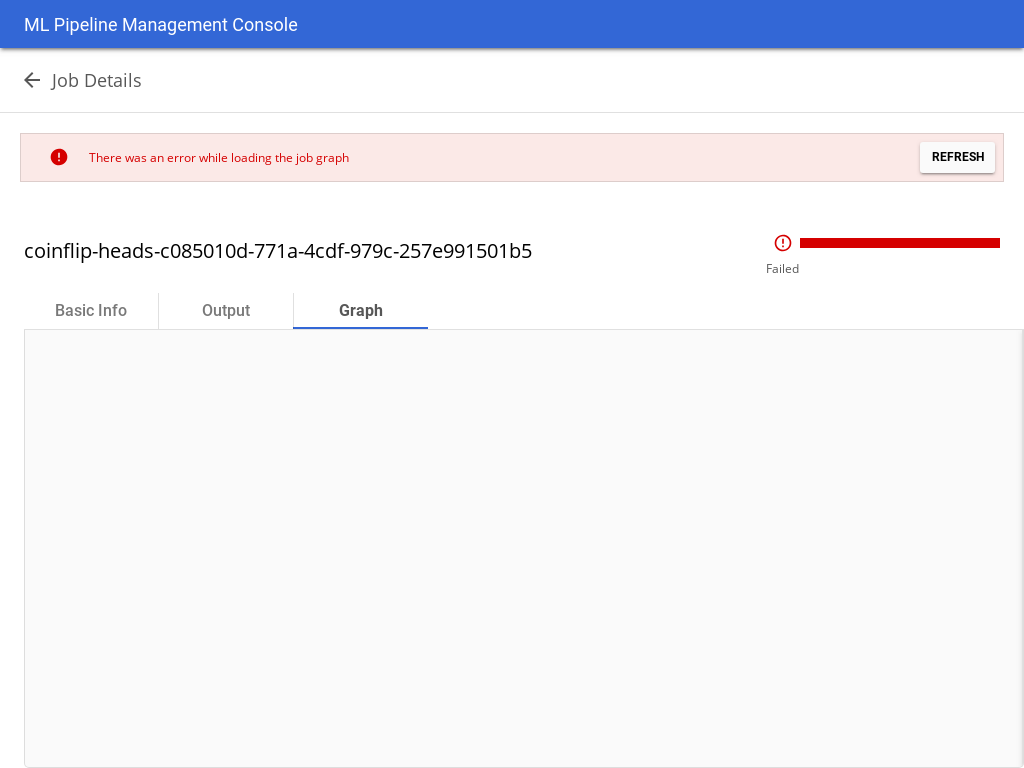 ML Pipeline Management Console
Job Details
There was an error while loading the job graph
REFRESH
coinflip-heads-c085010d-771a-4cdf-979c-257e991501b5
Failed
Basic Info
Output
Graph